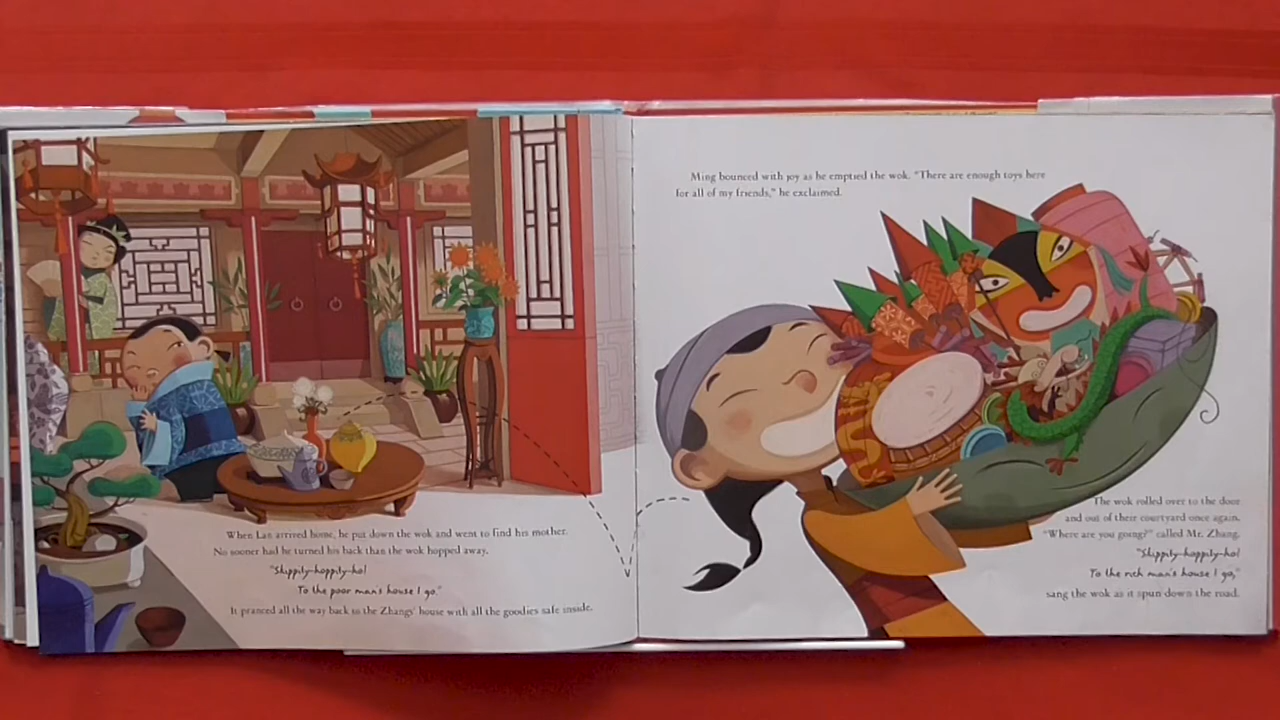 When Lan arrived home, he put down the wok and went to find his mother.
No sooner had he turned his back than the wok hopped away.
"Skippity-hoppity-ho!
To the poor man's house I go."
It pranced all the way back to the Zhangs' house with all the goodies safe inside.
Ming bounced with joy as he emptied the wok. "There are enough toys here
for all of my friends," he exclaimed.
The wok rolled over to the door
and out of their courtyard once again.
"Where are you going?" called Mr. Zhang.
"Skippity-hoppity-ho!
To the rich man's house I go,"
sang the wok as it spun down the road.